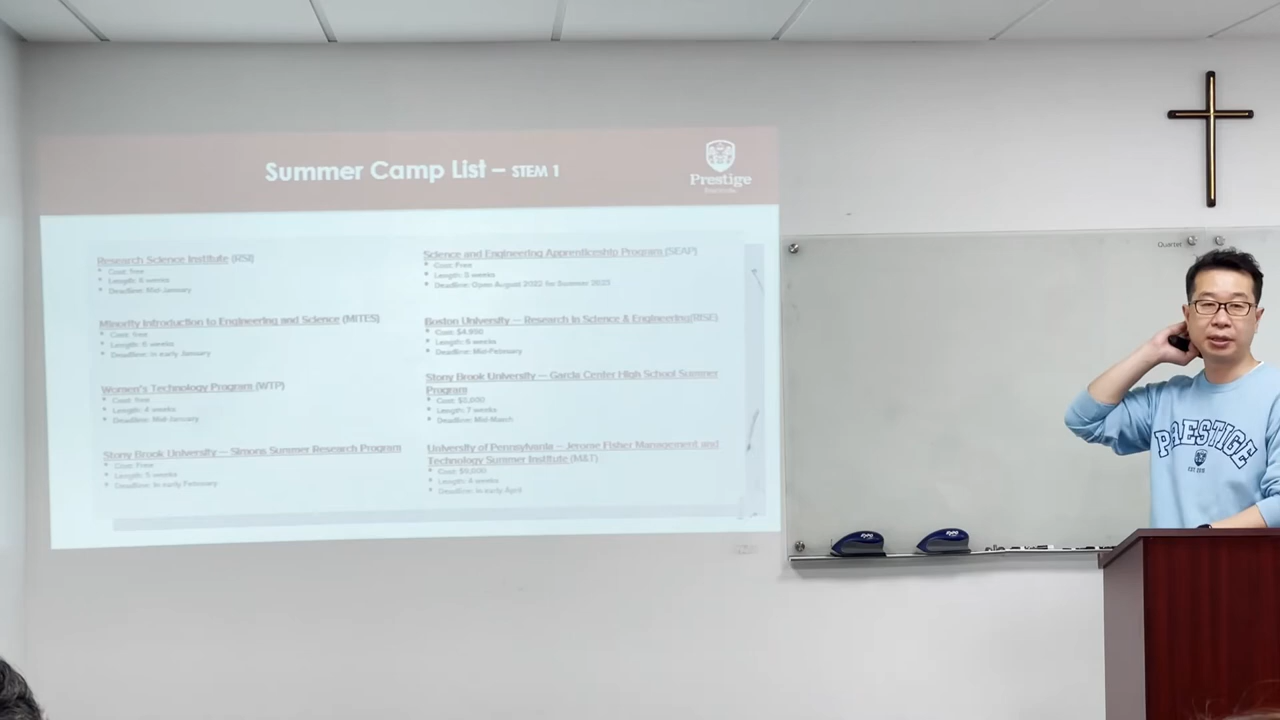 Summer Camp List – STEM 1
Prestige
Research Science Institute (RSI)
Cost: free
Length: 6 weeks
Deadline: Mid-January
Minority Introduction to Engineering and Science (MITES)
Cost: free
Length: 6 weeks
Deadline: in early January
Women's Technology Program (WTP)
Cost: free
Length: 4 weeks
Deadline: Mid-January
Stony Brook University – Simons Summer Research Program
Cost: Free
Length: 5 weeks
Deadline: in early February
Science and Engineering Apprenticeship Program (SEAP)
Cost: Free
Length: 8 weeks
Deadline: Open August 2022 for Summer 2023
Boston University – Research in Science & Engineering(RISE)
Cost: $4,950
Length: 6 weeks
Deadline: Mid-February
Stony Brook University – Garcia Center High School Summer
Program
Length: 7 weeks
Deadline: Mid-March
University of Pennsylvania – Jerome Fisher Management and
Technology Summer Institute (M&T)
Cost: $9,000
Length: 4 weeks
Deadline: in early April
Quartet
PRESTIGE
EXPO
EXPO